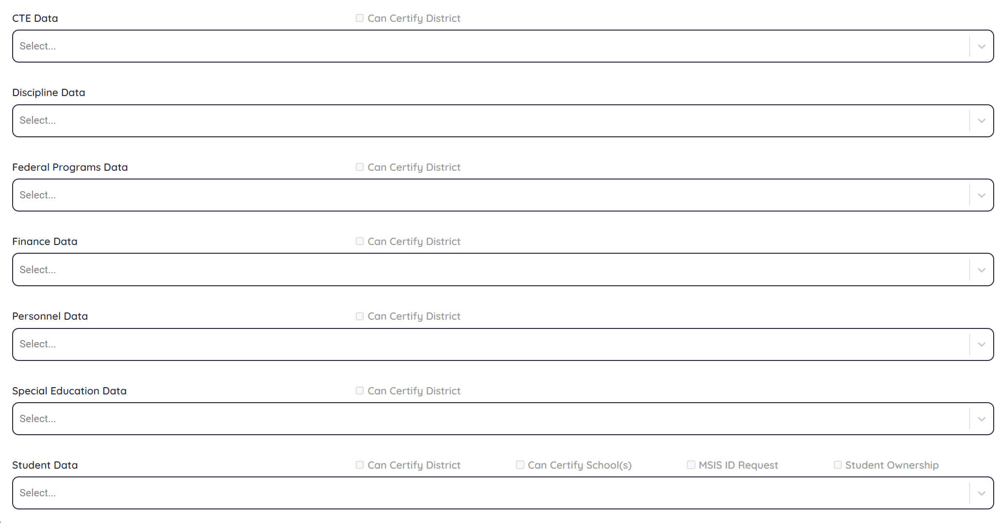 CTE Data Can Certify District
Select...
Discipline Data
Select...
Federal Programs Data Can Certify District
Select...
Finance Data Can Certify District
Select...
Personnel Data Can Certify District
Select...
Special Education Data Can Certify District
Select...
Student Data Can Certify District Can Certify School(s) MSIS ID Request Student Ownership
Select...